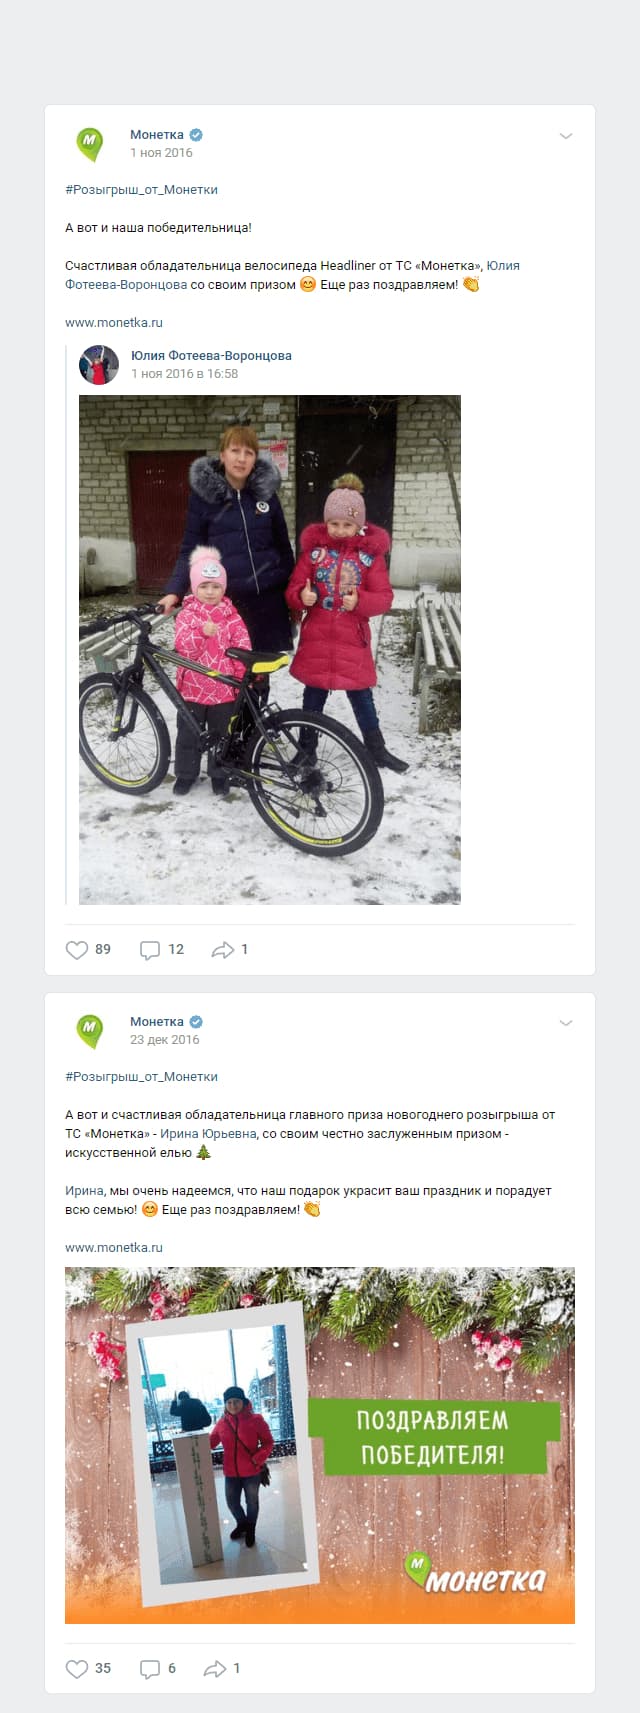 Монетка
1 ноя 2016
#Розыгрыш_от_Монетки
А вот и наша победительница!
Счастливая обладательница велосипеда Headliner от ТС «Монетка», Юлия
Фотеева-Воронцова со своим призом 😊 Еще раз поздравляем! 👏
www.monetka.ru
Юлия Фотеева-Воронцова
1 ноя 2016 в 16:58
89 12 1
Монетка
23 дек 2016
#Розыгрыш_от_Монетки
А вот и счастливая обладательница главного приза новогоднего розыгрыша от
ТС «Монетка» - Ирина Юрьевна, со своим честно заслуженным призом -
искусственной елью 🎄
Ирина, мы очень надеемся, что наш подарок украсит ваш праздник и порадует
всю семью! 😊 Еще раз поздравляем! 👏
www.monetka.ru
ПОЗДРАВЛЯЕМ
ПОБЕДИТЕЛЯ!
М
МОНЕТКА
35 6 1